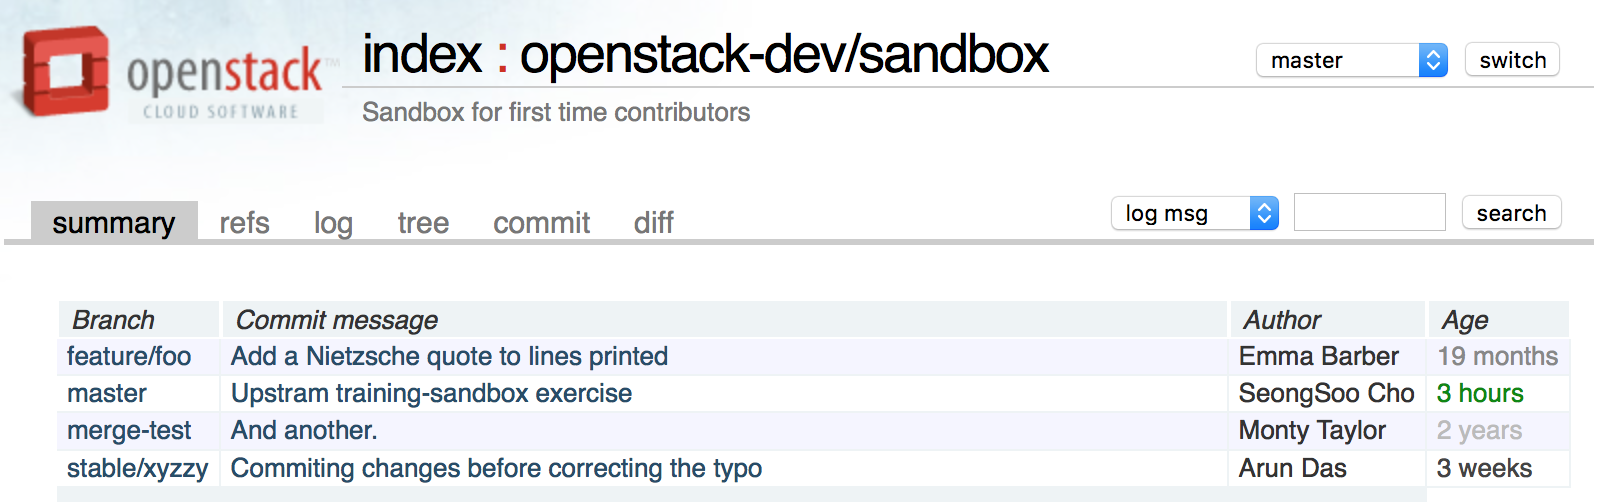 openstack™
CLOUD SOFTWARE
index : openstack-dev/sandbox
master
switch
Sandbox for first time contributors
summary refs log tree commit diff
log msg
search
Branch Commit message Author Age
feature/foo Add a Nietzsche quote to lines printed Emma Barber 19 months
master Upstram training-sandbox exercise SeongSoo Cho 3 hours
merge-test And another. Monty Taylor 2 years
stable/xyzzy Commiting changes before correcting the typo Arun Das 3 weeks